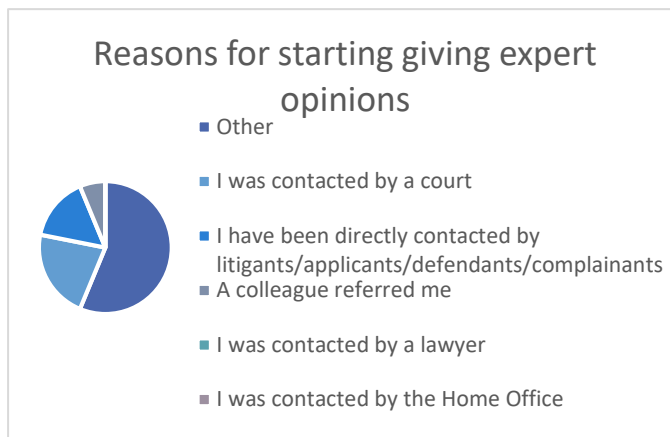 Reasons for starting giving expert
opinions
Other
I was contacted by a court
I have been directly contacted by
litigants/applicants/defendants/complainants
A colleague referred me
I was contacted by a lawyer
I was contacted by the Home Office